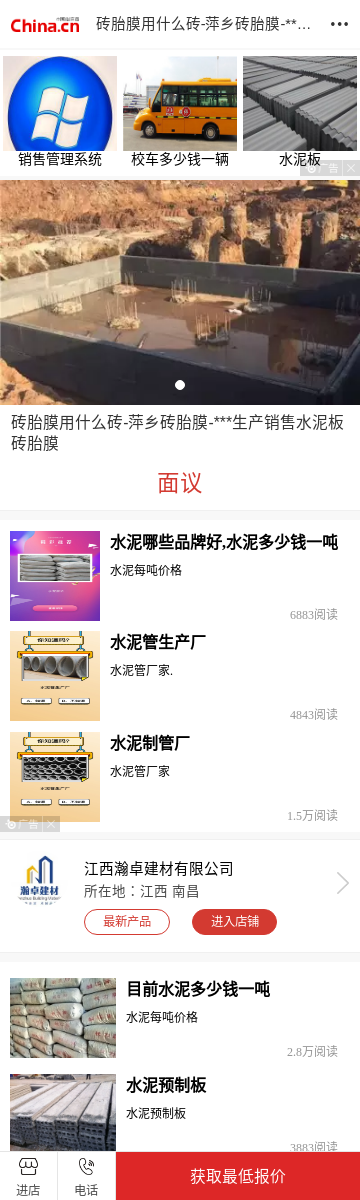 China.cn
砖胎膜用什么砖-萍乡砖胎膜-**...
销售管理系统
校车多少钱一辆
水泥板
广告
砖胎膜用什么砖-萍乡砖胎膜-***生产销售水泥板
砖胎膜
面议
水泥哪些品牌好,水泥多少钱一吨
水泥每吨价格
6883阅读
水泥管生产厂
水泥管厂家.
4843阅读
水泥制管厂
水泥管厂家
1.5万阅读
广告
瀚卓建材
江西瀚卓建材有限公司
所在地：江西 南昌
最新产品
进入店铺
目前水泥多少钱一吨
水泥每吨价格
2.8万阅读
水泥预制板
水泥预制板
3883阅读
进店
电话
获取最低报价